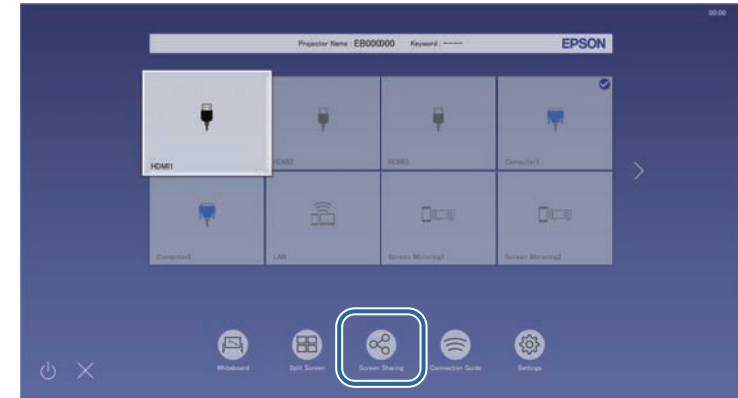 00:00
Projector Name : EB000000 Keyword : ---- EPSON
HDMI1 HDMI2 HDMI3 Computer1
Computer2 LAN Screen Mirroring1 Screen Mirroring2
Whiteboard Split Screen Screen Sharing Connection Guide Settings